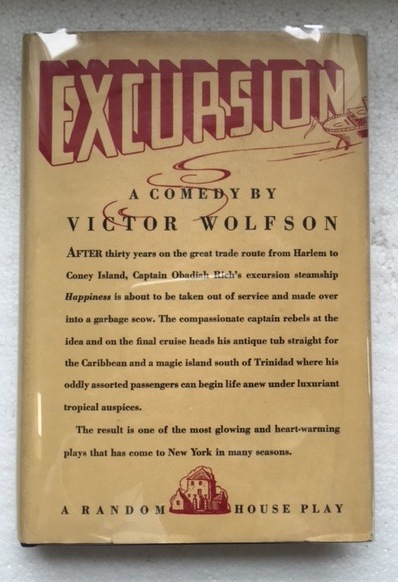 EXCURSION
A COMEDY BY
VICTOR WOLFSON
AFTER thirty years on the great trade route from Harlem to
Coney Island, Captain Obadiah Rich's excursion steamship
Happiness is about to be taken out of service and made over
into a garbage scow. The compassionate captain rebels at the
idea and on the final cruise heads his antique tub straight for
the Caribbean and a magic island south of Trinidad where his
oddly assorted passengers can begin life anew under luxuriant
tropical auspices.
The result is one of the most glowing and heart-warming
plays that has come to New York in many seasons.
A RANDOM HOUSE PLAY